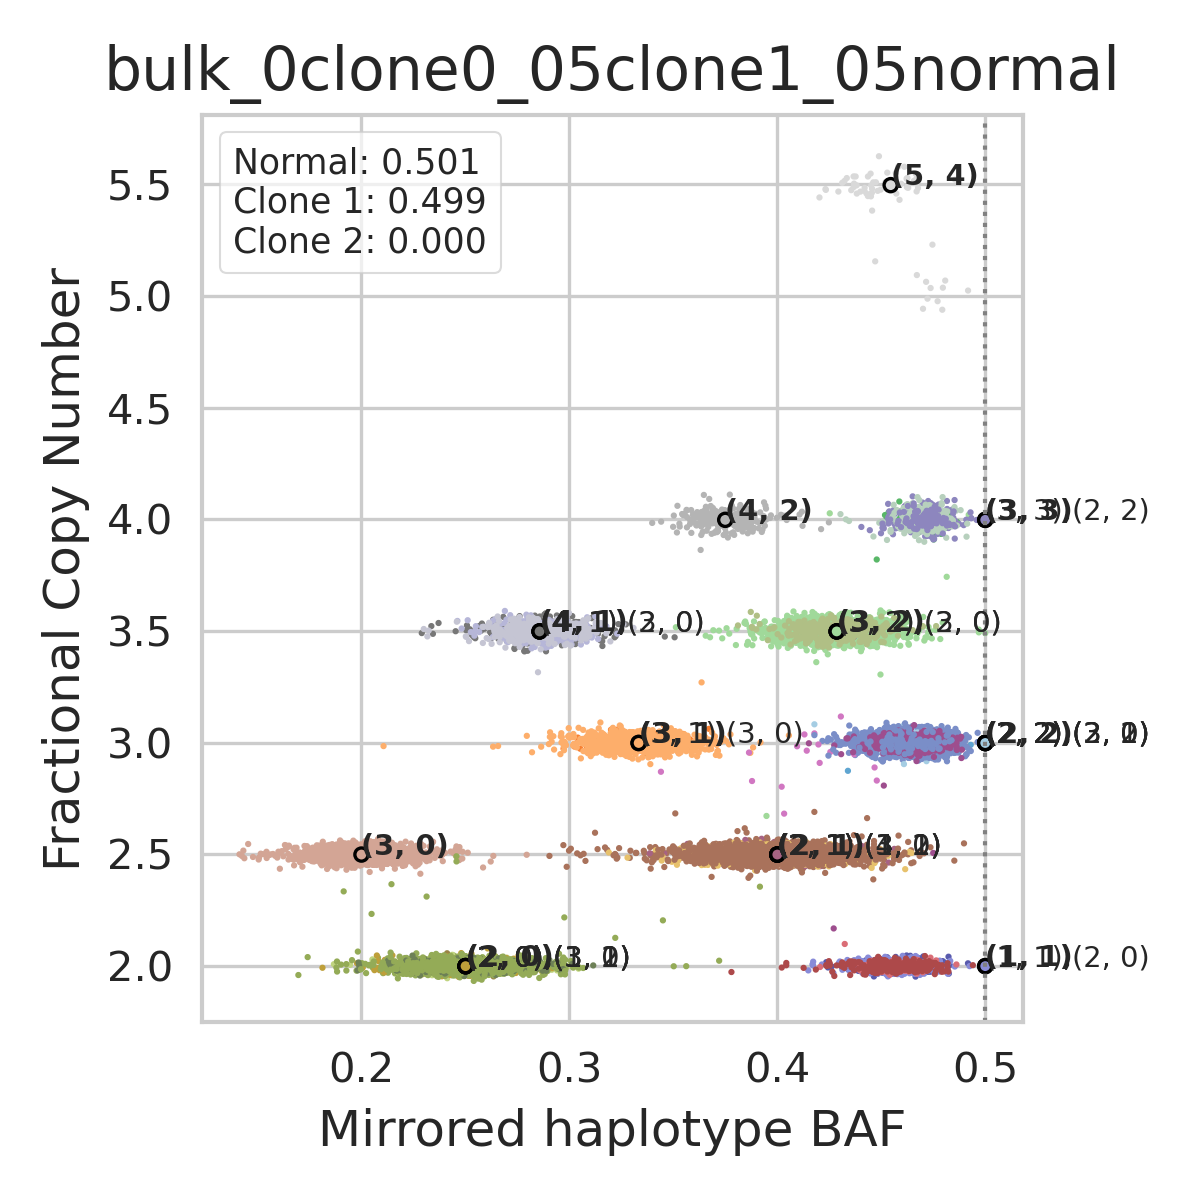 bulk_0clone0_05clone1_05normal
Normal: 0.501
Clone 1: 0.499
Clone 2: 0.000
Fractional Copy Number
5.5
5.0
4.5
4.0
3.5
3.0
2.5
2.0
(5, 4)
(4, 2)
(3, 3)(2, 2)
(4, 1)
(3, 2)
(3, 1)(3, 0)
(2, 2)
(3, 0)
(2, 1)
(2, 0)
(1, 1)(2, 0)
0.2
0.3
0.4
0.5
Mirrored haplotype BAF